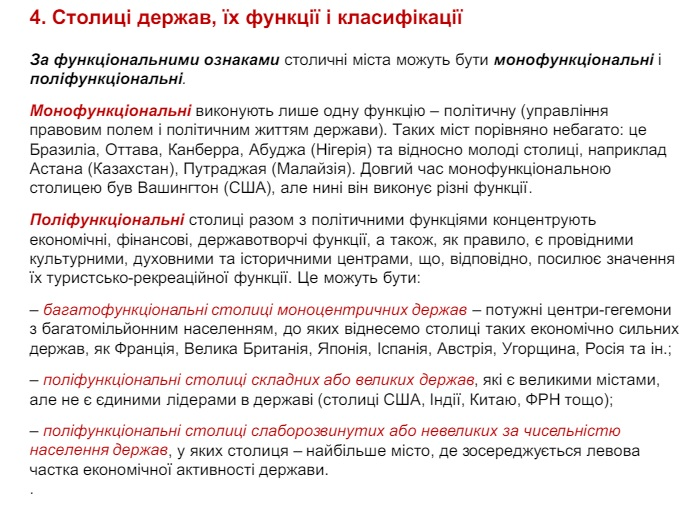 4. Столиці держав, їх функції і класифікації
За функціональними ознаками столичні міста можуть бути монофункціональні і
поліфункціональні.
Монофункціональні виконують лише одну функцію – політичну (управління
правовим полем і політичним життям держави). Таких міст порівняно небагато: це
Бразиліа, Оттава, Канберра, Абуджа (Нігерія) та відносно молоді столиці, наприклад
Астана (Казахстан), Путраджая (Малайзія). Довгий час монофункціональною
столицею був Вашингтон (США), але нині він виконує різні функції.
Поліфункціональні столиці разом з політичними функціями концентрують
економічні, фінансові, державотворчі функції, а також, як правило, є провідними
культурними, духовними та історичними центрами, що, відповідно, посилює значення
їх туристсько-рекреаційної функції. Це можуть бути:
– багатофункціональні столиці моноцентричних держав – потужні центри-гегемони
з багатомільйонним населенням, до яких віднесемо столиці таких економічно сильних
держав, як Франція, Велика Британія, Японія, Іспанія, Австрія, Угорщина, Росія та ін.;
– поліфункціональні столиці складних або великих держав, які є великими містами,
але не є єдиними лідерами в державі (столиці США, Індії, Китаю, ФРН тощо);
– поліфункціональні столиці слаборозвинутих або невеликих за чисельністю
населення держав, у яких столиця – найбільше місто, де зосереджується левова
частка економічної активності держави.
.